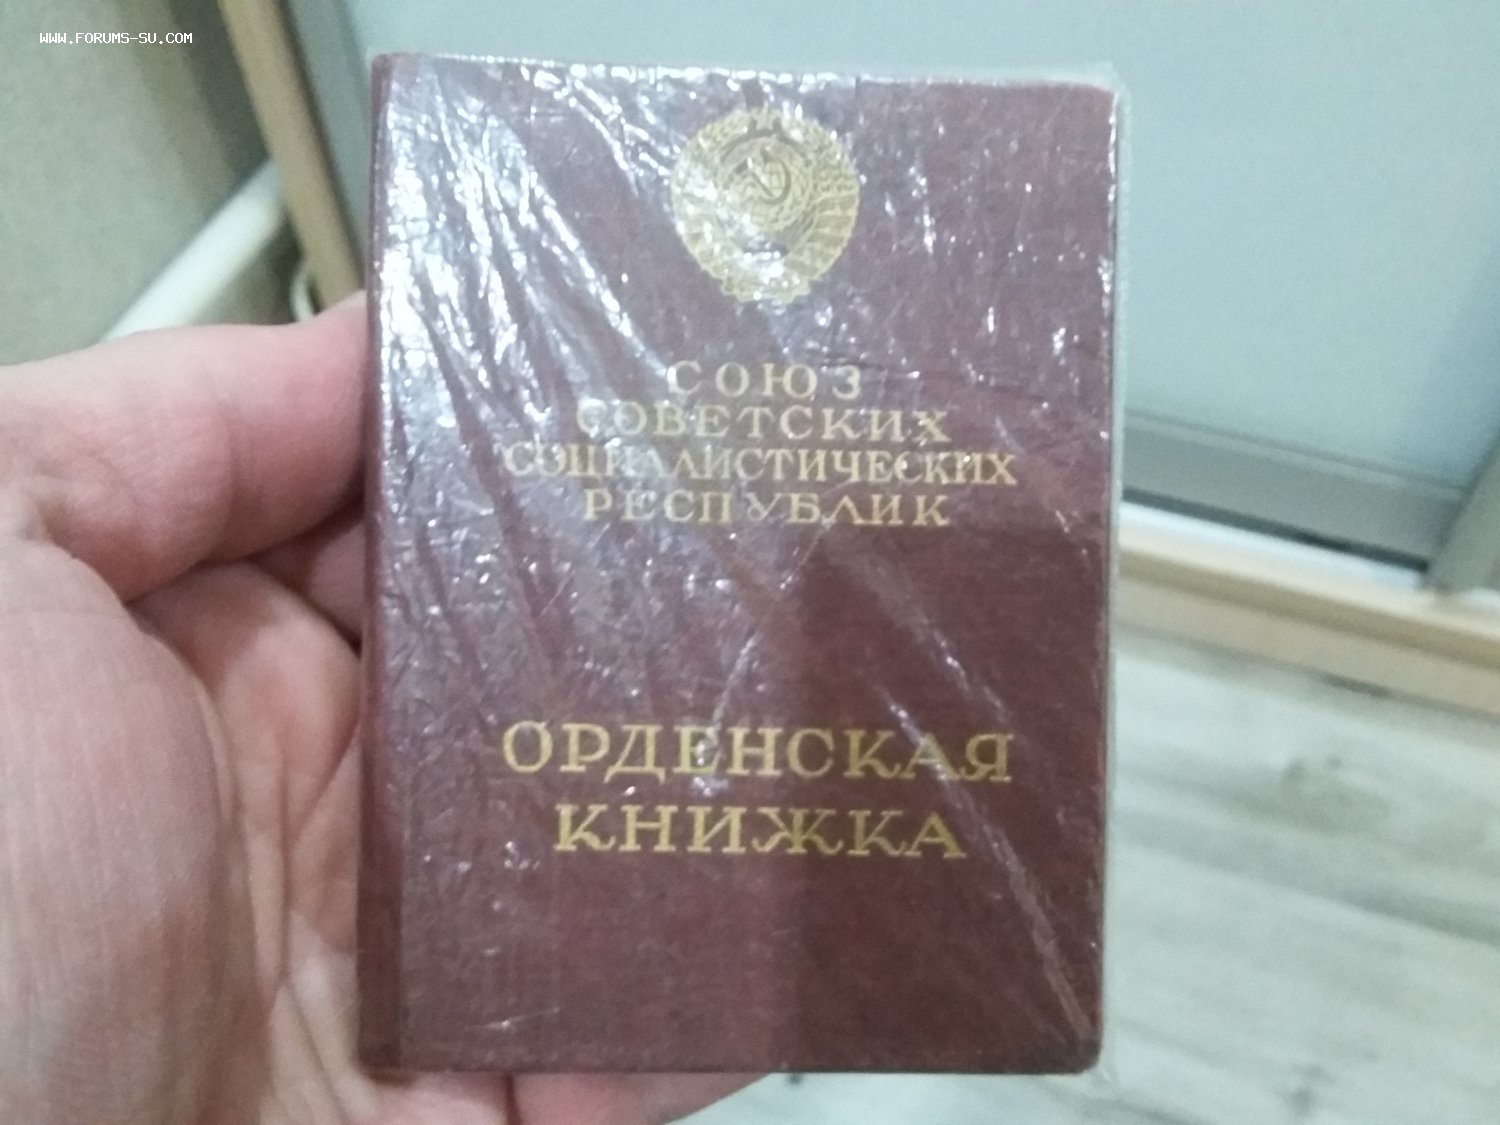 WWW.FORUMS-SU.COM
СОЮЗ
СОВЕТСКИХ
СОЦИАЛИСТИЧЕСКИХ
РЕСПУБЛИК
ОРДЕНСКАЯ
КНИЖКА